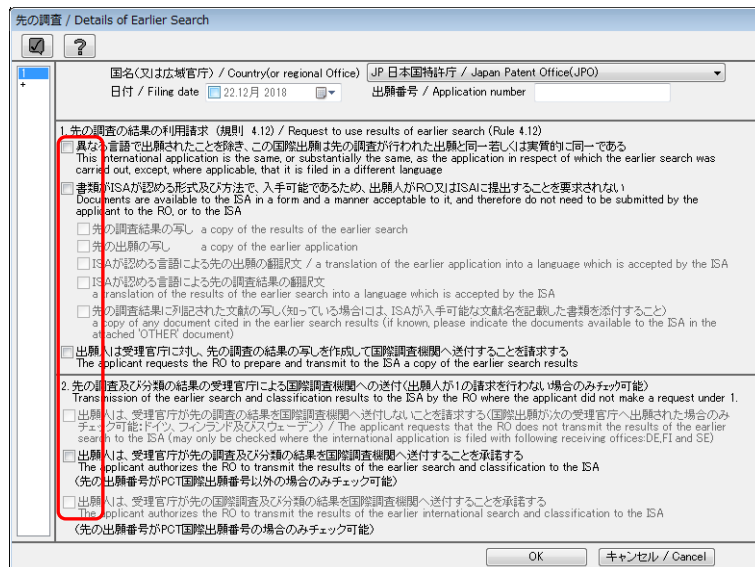 先の調査 / Details of Earlier Search
1
+
国名(又は広域官庁) / Country(or regional Office) JP 日本国特許庁 / Japan Patent Office(JPO)
日付 / Filing date 22.12月 2018 出願番号 / Application number
1. 先の調査の結果の利用請求 (規則 4.12) / Request to use results of earlier search (Rule 4.12)
異なる言語で出願されたことを除き、この国際出願は先の調査が行われた出願と同一若しくは実質的に同一である
This international application is the same, or substantially the same, as the application in respect of which the earlier search was
carried out, except, where applicable, that it is filed in a different language
書類がISAが認める形式及び方法で、入手可能であるため、出願人がRO又はISAに提出することを要求されない
Documents are available to the ISA in a form and a manner acceptable to it, and therefore do not need to be submitted by the
applicant to the RO, or to the ISA
先の調査結果の写し a copy of the results of the earlier search
先の出願の写し a copy of the earlier application
ISAが認める言語による先の出願の翻訳文 / a translation of the earlier application into a language which is accepted by the ISA
ISAが認める言語による先の調査結果の翻訳文
a translation of the results of the earlier search into a language which is accepted by the ISA
先の調査結果に列記された文献の写し(知っている場合には、ISAが入手可能な文献名を記載した書類を添付すること)
a copy of any document cited in the earlier search results (if known, please indicate the documents available to the ISA in the
attached 'OTHER' document)
出願人は受理官庁に対し、先の調査の結果の写しを作成して国際調査機関へ送付することを請求する
The applicant requests the RO to prepare and transmit to the ISA a copy of the earlier search results
2. 先の調査及び分類の結果の受理官庁による国際調査機関への送付(出願人が1の請求を行わない場合のみチェック可能)
Transmission of the earlier search and classification results to the ISA by the RO where the applicant did not make a request under 1.
出願人は、受理官庁が先の調査の結果を国際調査機関へ送付しないことを請求する(国際出願が次の受理官庁へ出願された場合のみ
チェック可能:ドイツ、フィンランド及びスウェーデン) / The applicant requests that the RO does not transmit the results of the earlier
search to the ISA (may only be checked where the international application is filed with following receiving offices:DE,FI and SE)
出願人は、受理官庁が先の調査及び分類の結果を国際調査機関へ送付することを承諾する
The applicant authorizes the RO to transmit the results of the earlier search and classification to the ISA
(先の出願番号がPCT国際出願番号以外の場合のみチェック可能)
出願人は、受理官庁が先の国際調査及び分類の結果を国際調査機関へ送付することを承諾する
The applicant authorizes the RO to transmit the results of the earlier international search and classification to the ISA
(先の出願番号がPCT国際出願番号の場合のみチェック可能)
OK キャンセル / Cancel